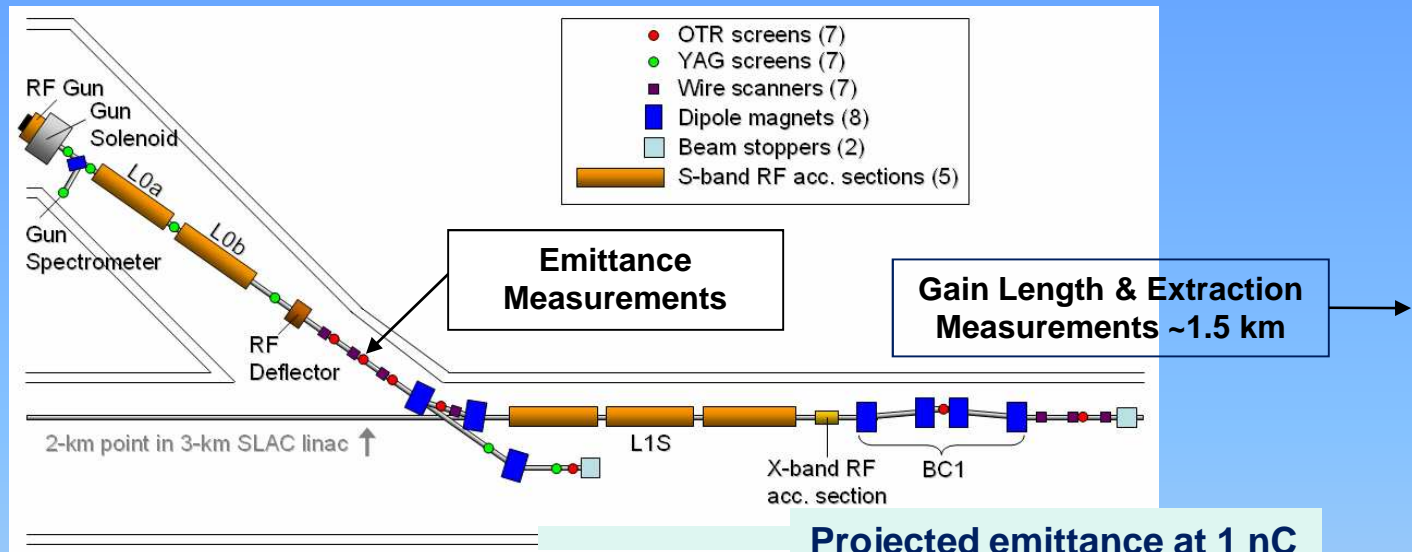 OTR screens (7)
YAG screens (7)
Wire scanners (7)
Dipole magnets (8)
Beam stoppers (2)
S-band RF acc. sections (5)
RF Gun
Gun
Solenoid
L0a
L0b
Gun
Spectrometer
Emittance
Measurements
Gain Length & Extraction
Measurements ~1.5 km
RF
Deflector
2-km point in 3-km SLAC linac
L1S
X-band RF
acc. section
BC1
Projected emittance at 1 nC